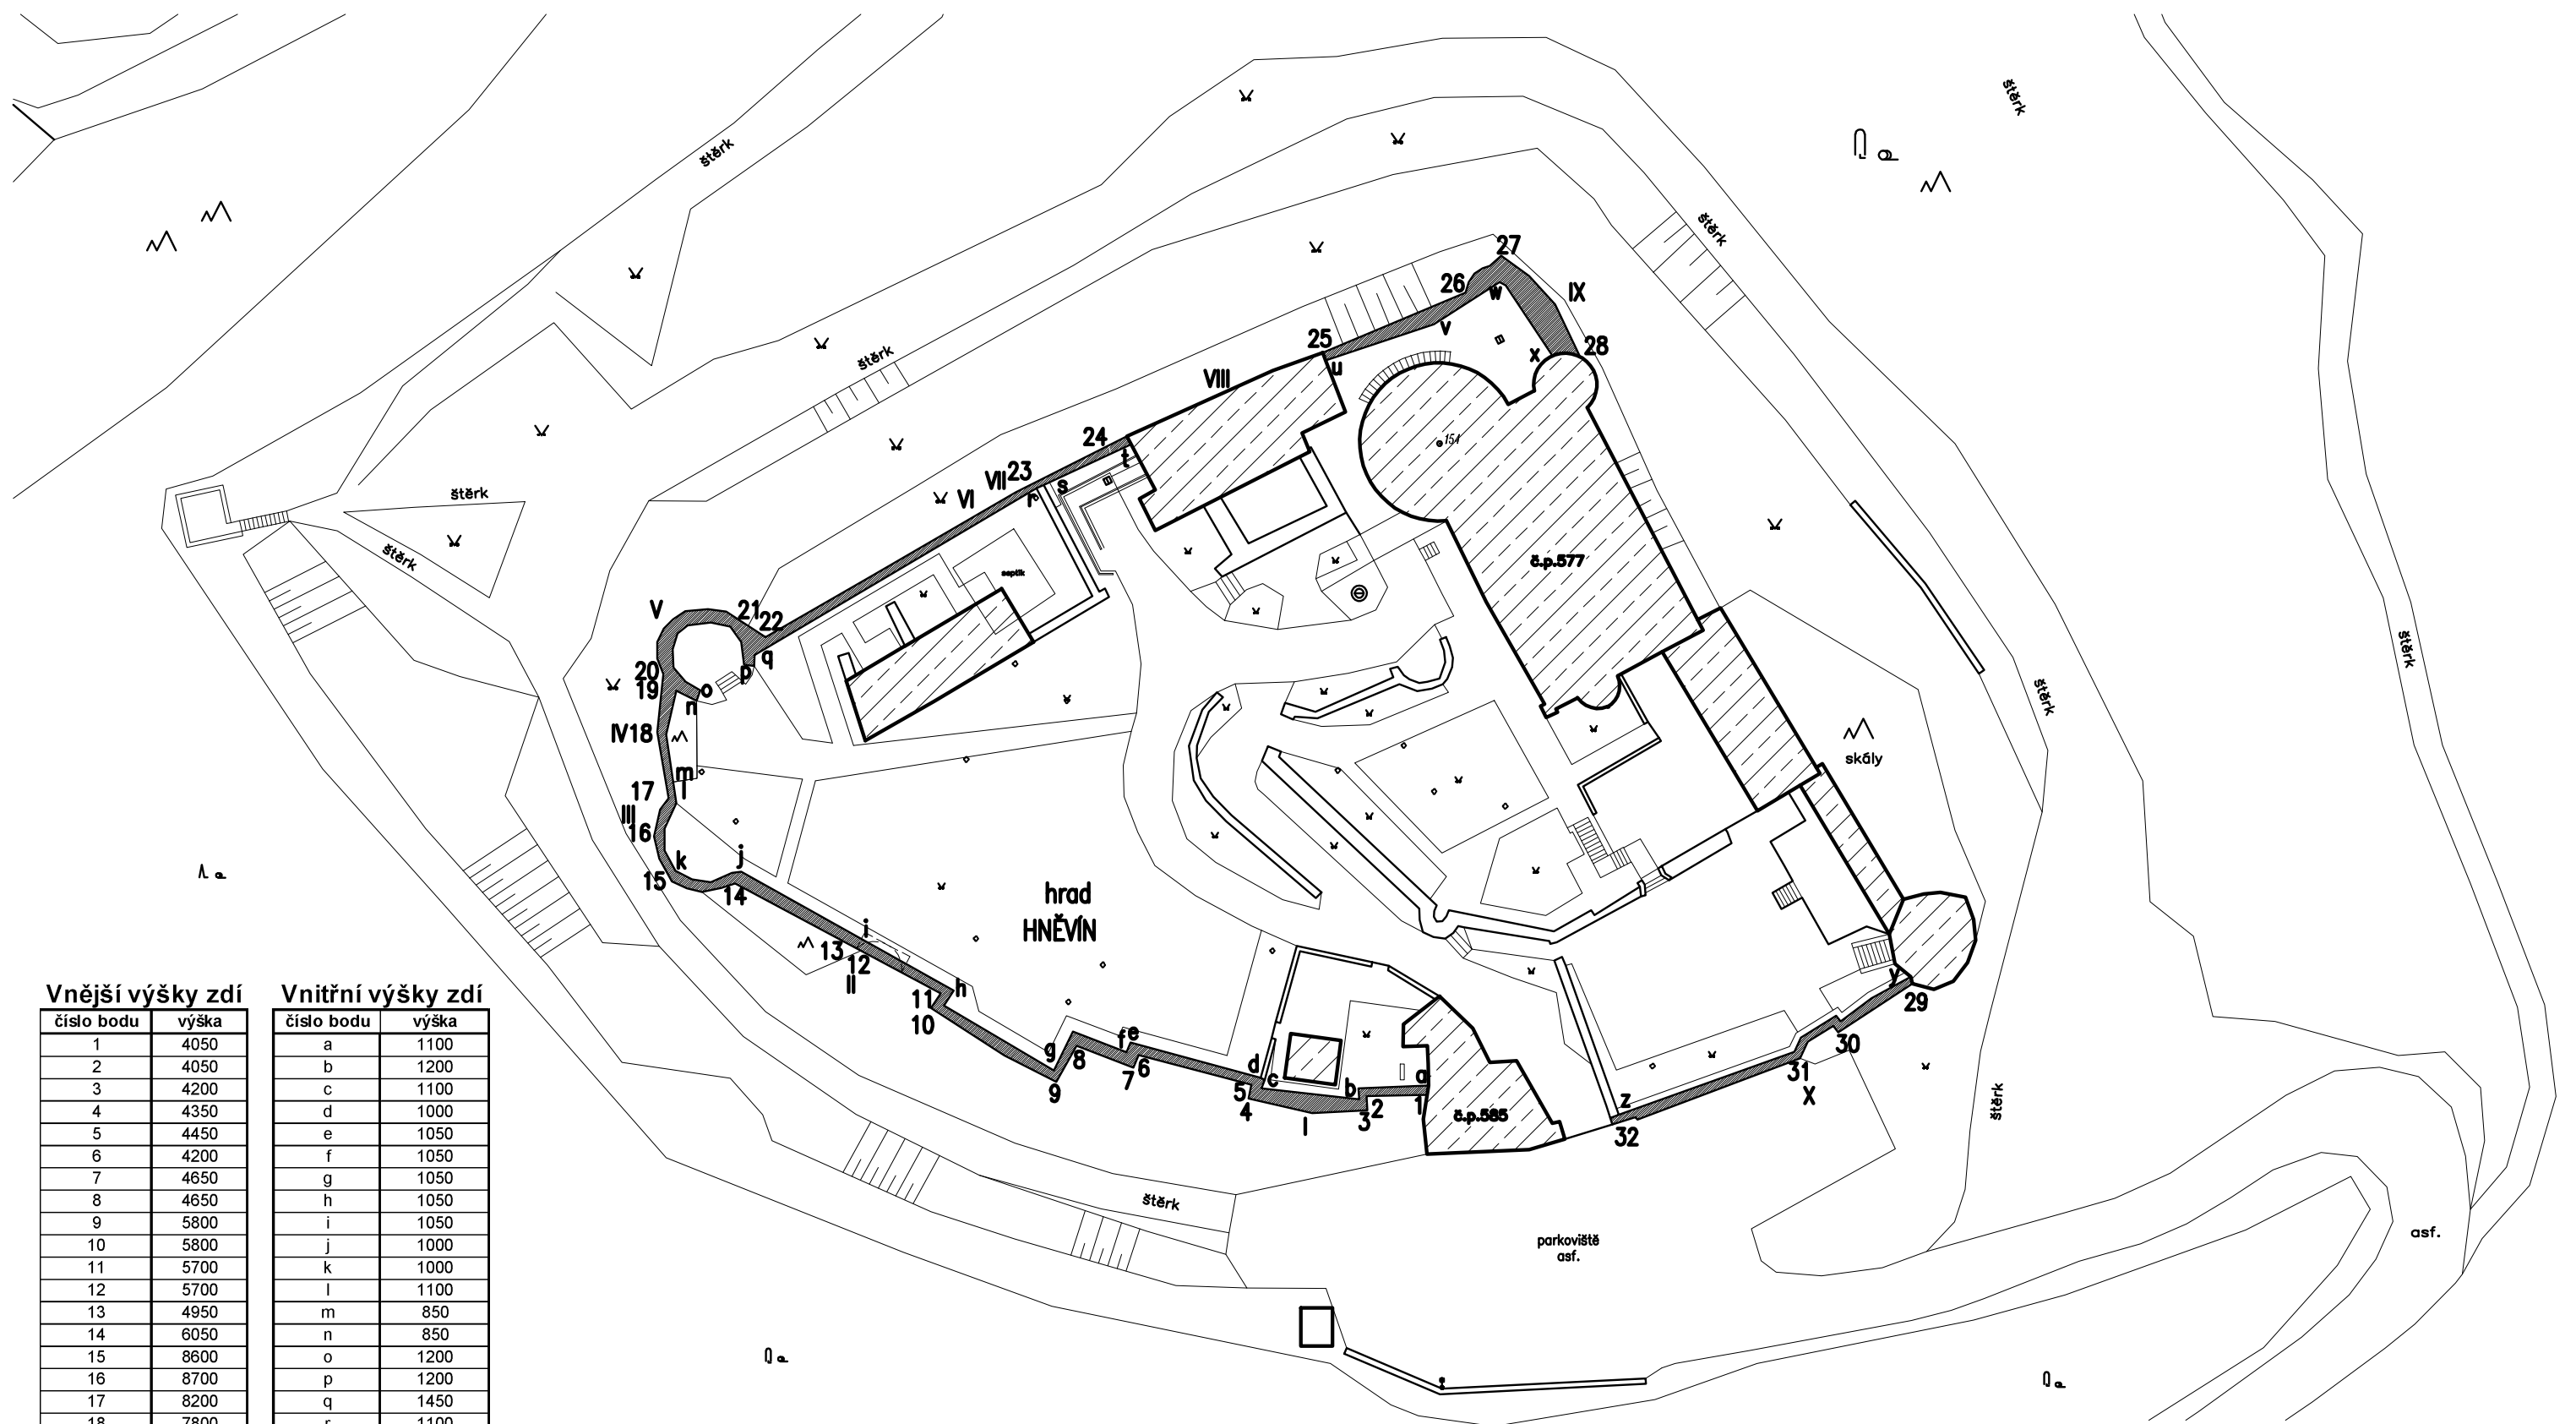 štěrk
štěrk
27
26
IX
w
štěrk
25
v
28
x
u
štěrk
VIII
24
154
t
VII 23
s
VI
r
štěrk
štěrk
č.p.577
septik
V
21
22
q
p
20
19
o
n
štěrk
štěrk
IV 18
m
17
l
III
16
skály
k
j
15
14
hrad
HNĚVÍN
i
13
12
II
h
11
10
y
29
g
f e
8
7 6
9
30
31
X
d
c
5
4
b
a
3 2
1
I
č.p.585
z
32
štěrk
štěrk
parkoviště
asf.
asf.
Vnější výšky zdí
číslo bodu výška
1 4050
2 4050
3 4200
4 4350
5 4450
6 4200
7 4650
8 4650
9 5800
10 5800
11 5700
12 5700
13 4950
14 6050
15 8600
16 8700
17 8200
18 7800
Vnitřní výšky zdí
číslo bodu výška
a 1100
b 1200
c 1100
d 1000
e 1050
f 1050
g 1050
h 1050
i 1050
j 1000
k 1000
l 1100
m 850
n 850
o 1200
p 1200
q 1450
r 1100